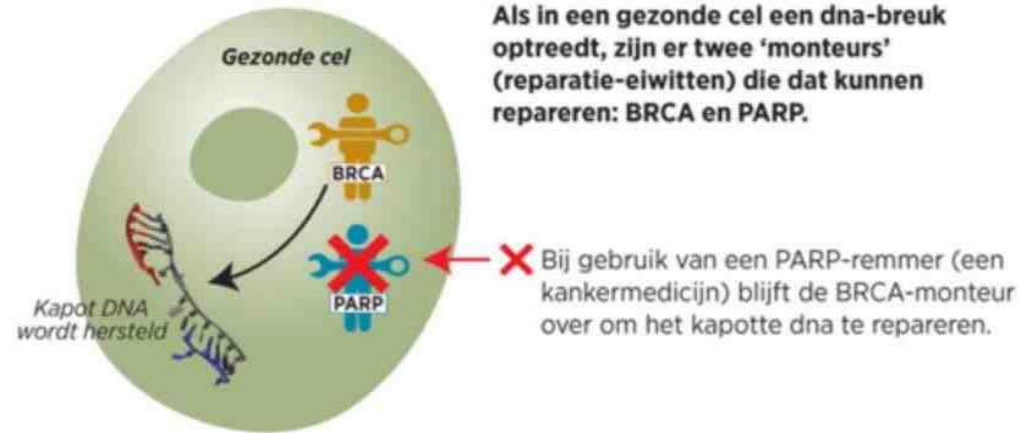 Als in een gezonde cel een dna-breuk
optreedt, zijn er twee ‘monteurs’
(reparatie-eiwitten) die dat kunnen
repareren: BRCA en PARP.
Gezonde cel
BRCA
PARP
Kapot DNA
wordt hersteld
Bij gebruik van een PARP-remmer (een
kankermedicijn) blijft de BRCA-monteur
over om het kapotte dna te repareren.